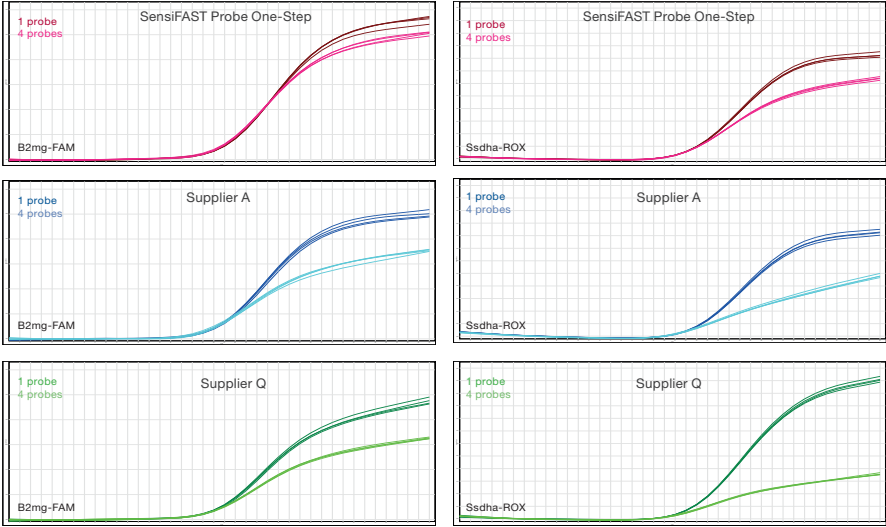 SensiFAST Probe One-Step
1 probe
4 probes
B2mg-FAM
SensiFAST Probe One-Step
1 probe
4 probes
Ssdha-ROX
Supplier A
1 probe
4 probes
B2mg-FAM
Supplier A
1 probe
4 probes
Ssdha-ROX
Supplier Q
1 probe
4 probes
B2mg-FAM
Supplier Q
1 probe
4 probes
Ssdha-ROX